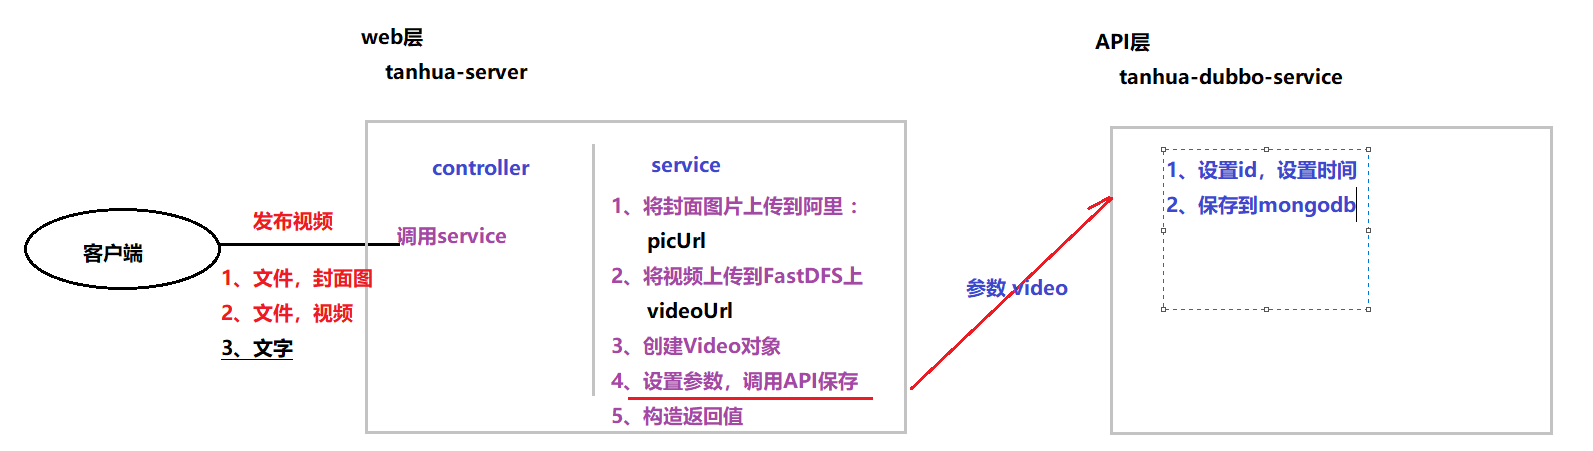 web层
tanhua-server
API层
tanhua-dubbo-service
客户端
发布视频
1、文件，封面图
2、文件，视频
3、文字
controller
调用service
service
1、将封面图片上传到阿里：
picUrl
2、将视频上传到FastDFS上
videoUrl
3、创建Video对象
4、设置参数，调用API保存
5、构造返回值
参数 video
1、设置id，设置时间
2、保存到mongodb